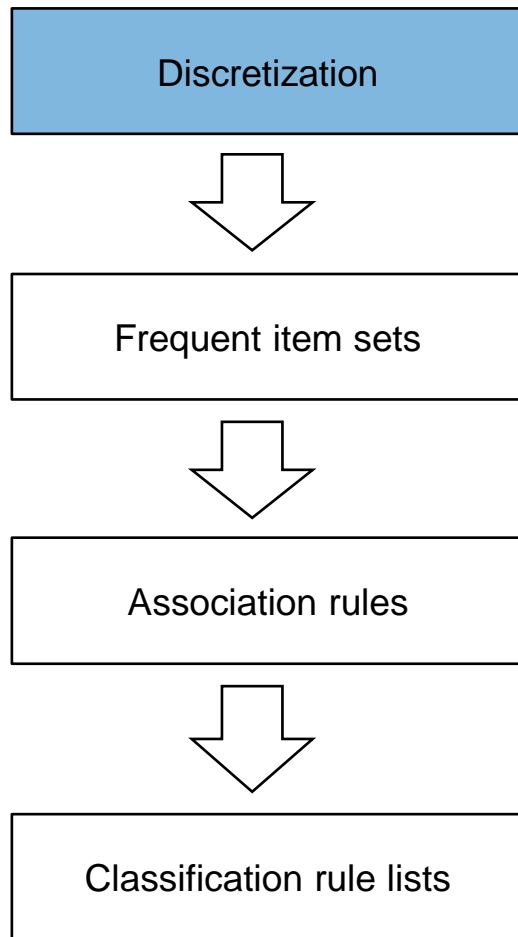 Discretization
Frequent item sets
Association rules
Classification rule lists